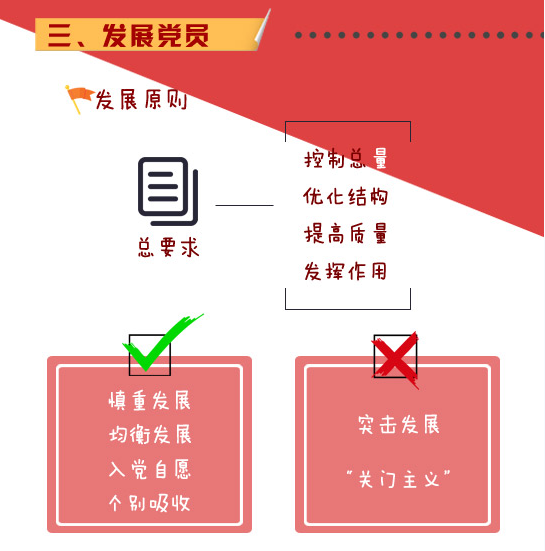 三、发展党员
发展原则
控制总量
优化结构
提高质量
发挥作用
总要求
慎重发展
均衡发展
入党自愿
个别吸收
突击发展
“关门主义”